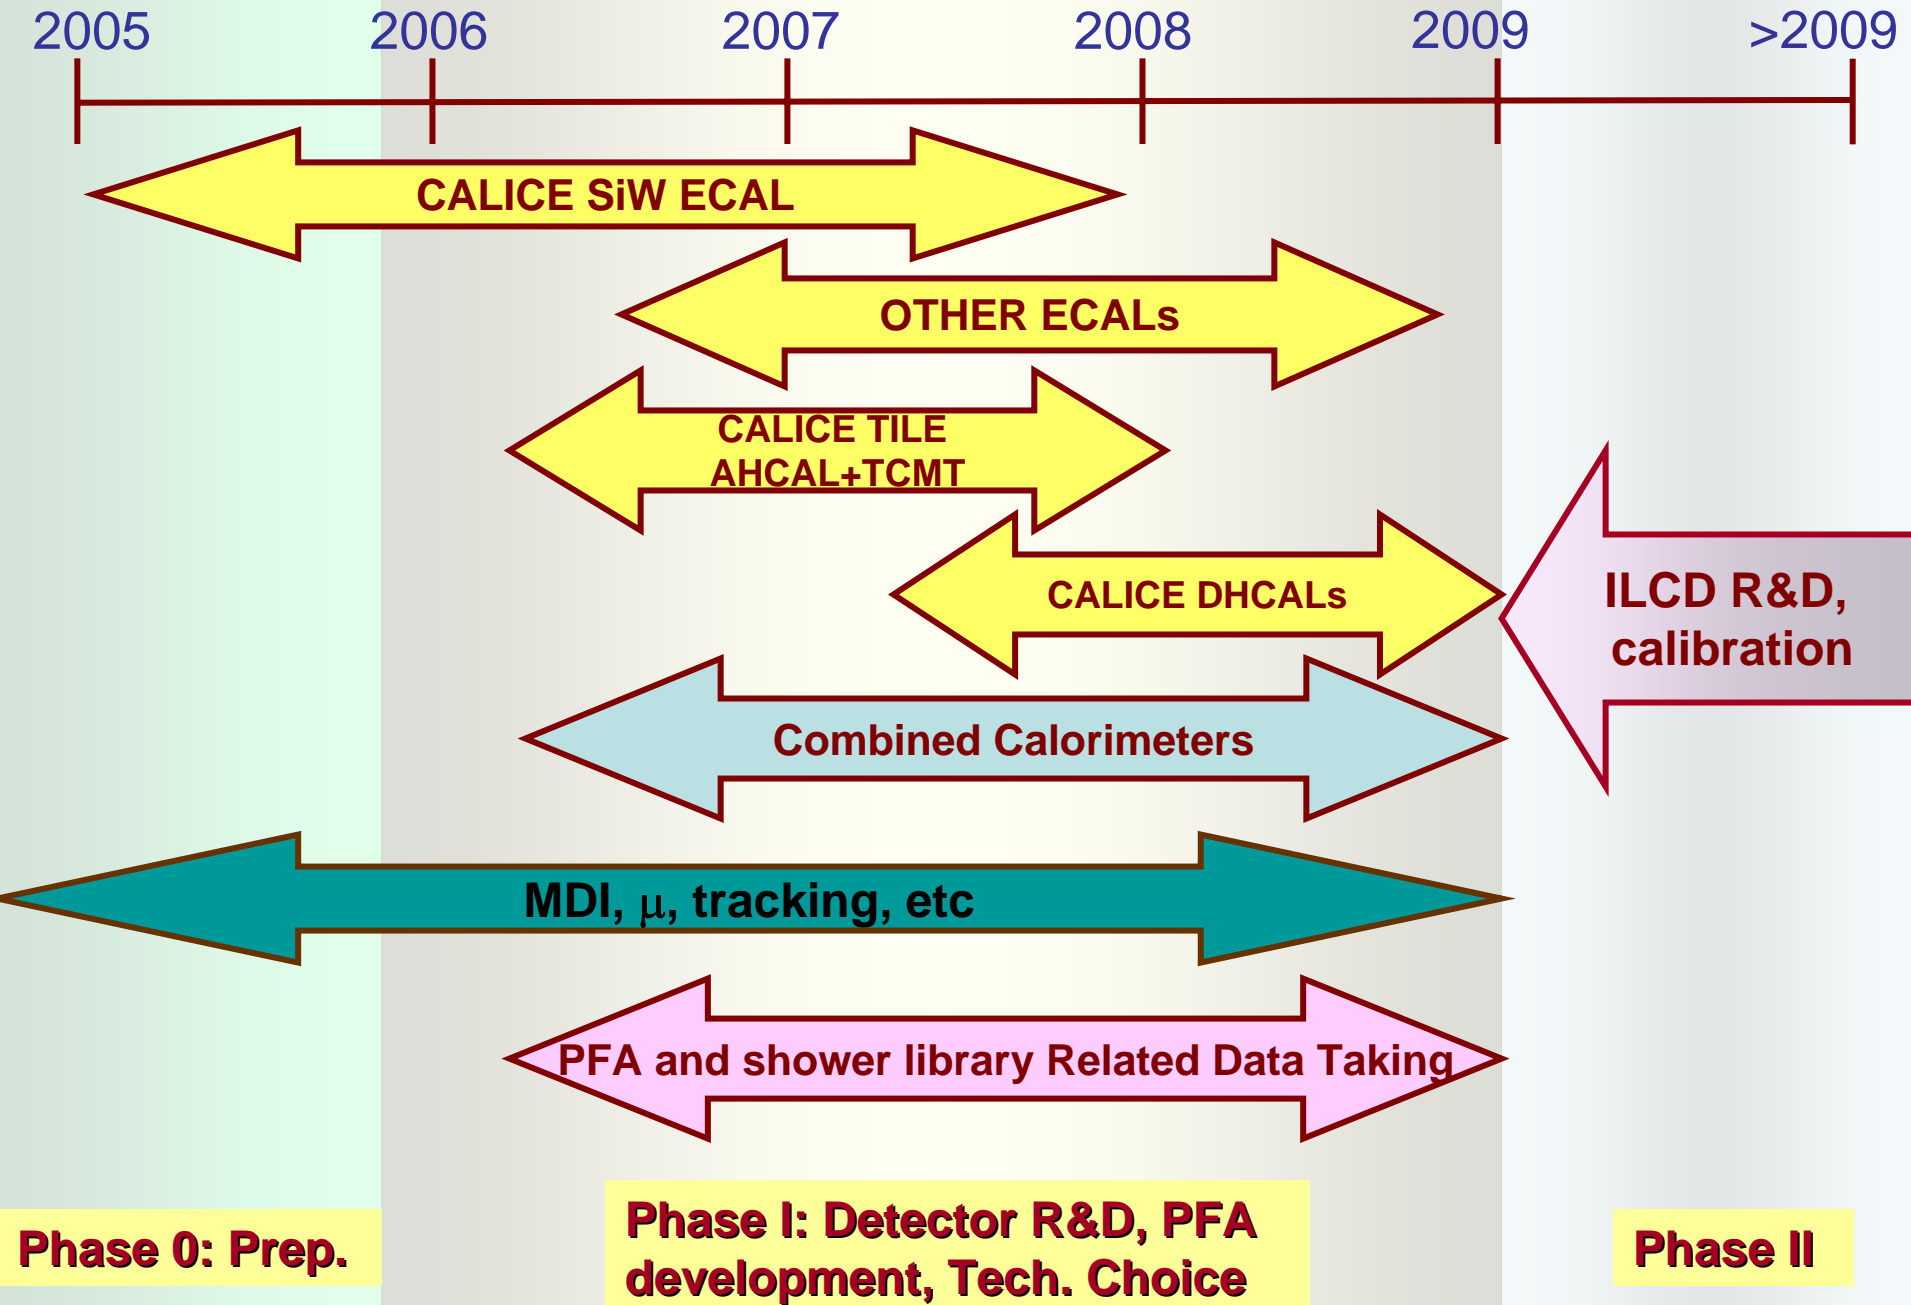 2005 2006 2007 2008 2009 >2009
CALICE SiW ECAL
OTHER ECALs
CALICE TILE
AHCAL+TCMT
CALICE DHCALs
ILCD R&D,
calibration
Combined Calorimeters
MDI, μ, tracking, etc
PFA and shower library Related Data Taking
Phase 0: Prep.
Phase I: Detector R&D, PFA
development, Tech. Choice
Phase II